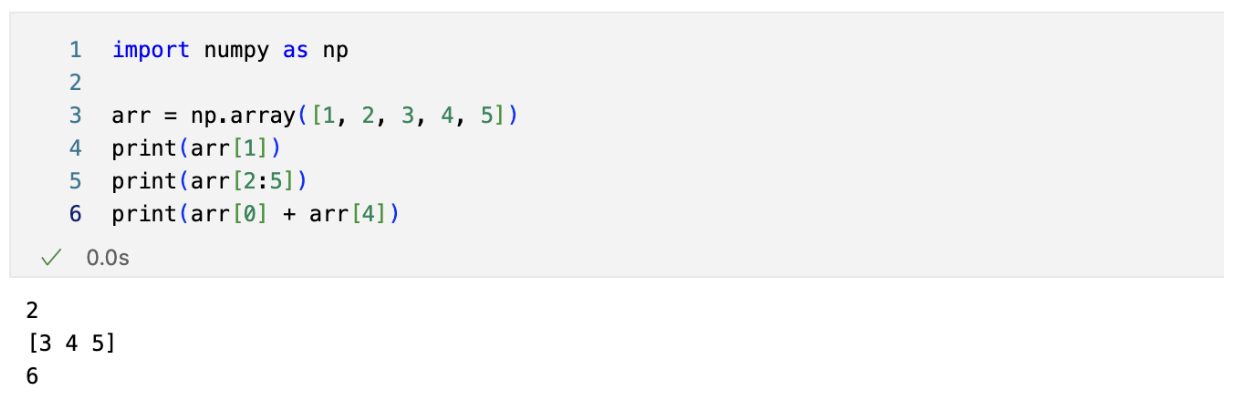 1 import numpy as np
2
3 arr = np.array([1, 2, 3, 4, 5])
4 print(arr[1])
5 print(arr[2:5])
6 print(arr[0] + arr[4])
✓ 0.0s
2
[3 4 5]
6